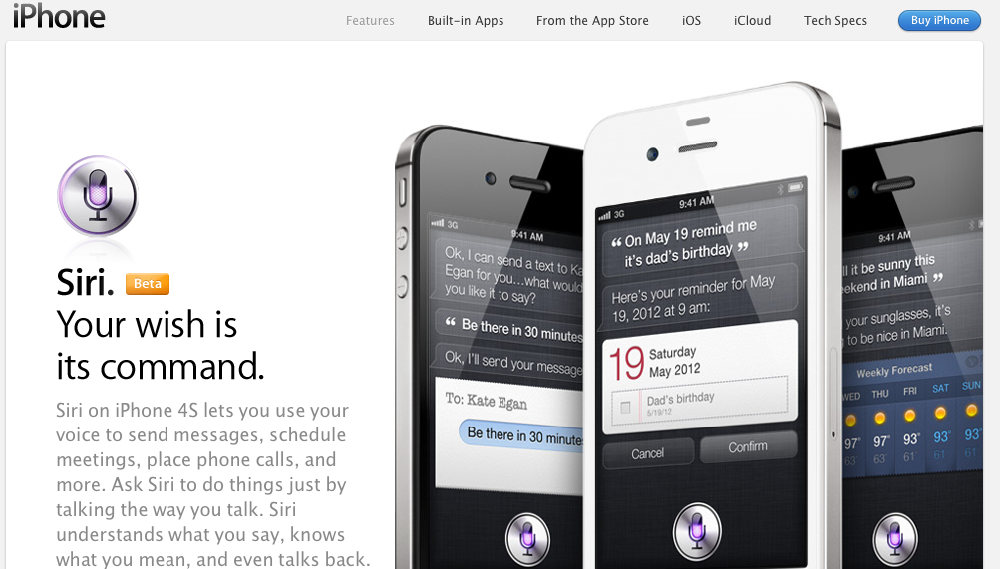 iPhone
Features
Built-in Apps
From the App Store
iOS
iCloud
Tech Specs
Buy iPhone
Siri. Beta
Your wish is
its command.
Siri on iPhone 4S lets you use your
voice to send messages, schedule
meetings, place phone calls, and
more. Ask Siri to do things just by
talking the way you talk. Siri
understands what you say, knows
what you mean, and even talks back.
3G 9:41 AM
Ok, I can send a text to Ka
Egan for you...what would
you like it to say?
“ Be there in 30 minutes
Ok, I'll send your message
To: Kate Egan
Be there in 30 minute
3G 9:41 AM
“ On May 19 remind me
it's dad's birthday ”
Here's your reminder for May
19, 2012 at 9 am:
19 Saturday
May 2012
Dad's birthday
5/19/12
Cancel
Confirm
9:41 AM
ll it be sunny this
ekend in Miami ”
your sunglasses, it's
to be nice in Miami.
Weekly Forecast
WED THU FRI SAT SUN
97° 97° 93° 93° 93°
63° 63° 61° 61° 61